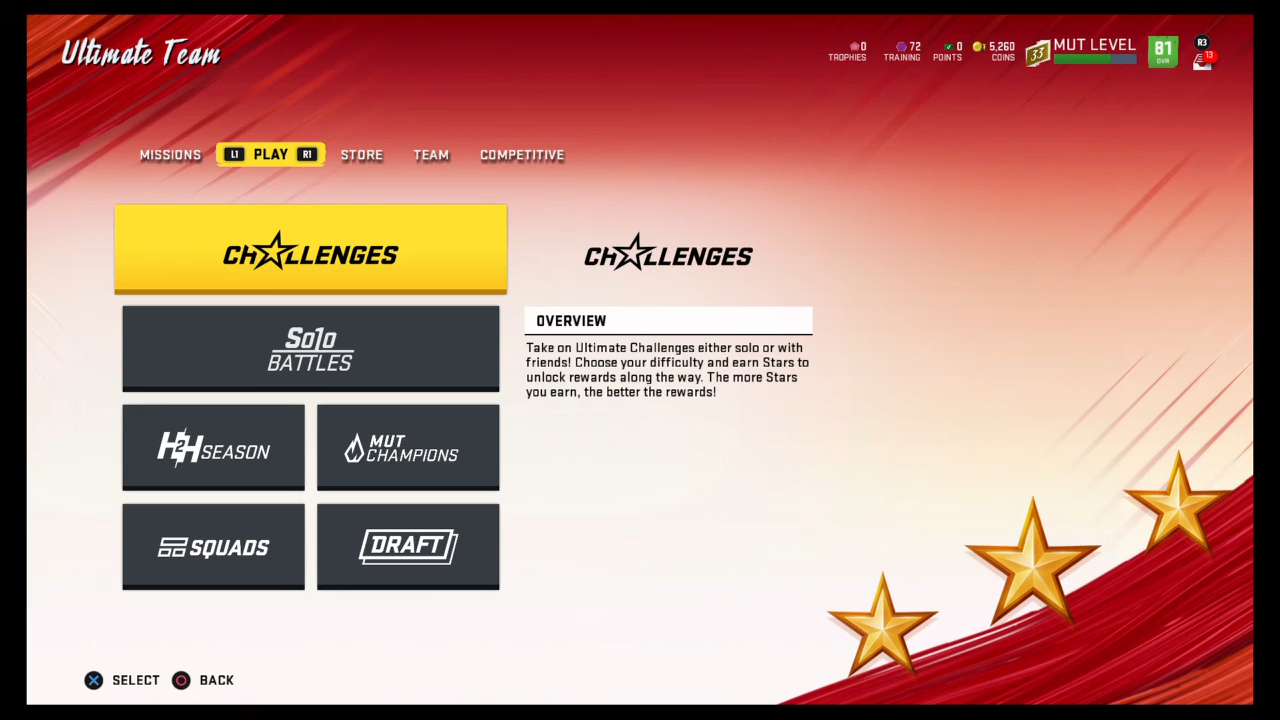 Ultimate Team
0 TROPHIES
72 TRAINING
0 POINTS
5,260 COINS
33
MUT LEVEL
81 OVR
R3
13
MISSIONS
L1 PLAY R1
STORE
TEAM
COMPETITIVE
CHALLENGES
CHALLENGES
OVERVIEW
Take on Ultimate Challenges either solo or with
friends! Choose your difficulty and earn Stars to
unlock rewards along the way. The more Stars
you earn, the better the rewards!
Solo
BATTLES
H2H SEASON
MUT
CHAMPIONS
SQUADS
DRAFT
SELECT
BACK